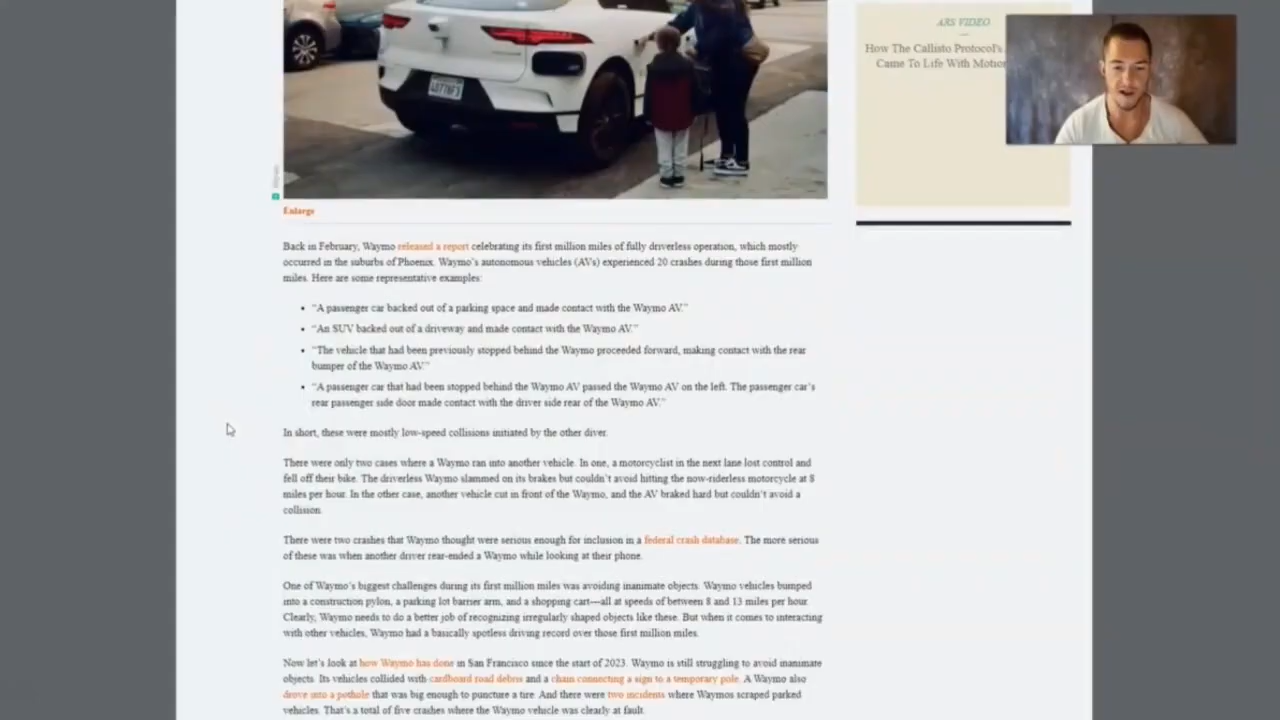 ARS VIDEO
How The Callisto Protocol's
Came To Life With Motion
Enlarge
Back in February, Waymo released a report celebrating its first million miles of fully driverless operation, which mostly
occurred in the suburbs of Phoenix. Waymo's autonomous vehicles (AVs) experienced 20 crashes during those first million
miles. Here are some representative examples:
• "A passenger car backed out of a parking space and made contact with the Waymo AV."
• "An SUV backed out of a driveway and made contact with the Waymo AV."
• "The vehicle that had been previously stopped behind the Waymo proceeded forward, making contact with the rear
bumper of the Waymo AV."
• "A passenger car that had been stopped behind the Waymo AV passed the Waymo AV on the left. The passenger car's
rear passenger side door made contact with the driver side rear of the Waymo AV."
In short, these were mostly low-speed collisions initiated by the other diver.
There were only two cases where a Waymo ran into another vehicle. In one, a motorcyclist in the next lane lost control and
fell off their bike. The driverless Waymo slammed on its brakes but couldn't avoid hitting the now-riderless motorcycle at 8
miles per hour. In the other case, another vehicle cut in front of the Waymo, and the AV braked hard but couldn't avoid a
collision.
There were two crashes that Waymo thought were serious enough for inclusion in a federal crash database. The more serious
of these was when another driver rear-ended a Waymo while looking at their phone.
One of Waymo's biggest challenges during its first million miles was avoiding inanimate objects. Waymo vehicles bumped
into a construction pylon, a parking lot barrier arm, and a shopping cart—all at speeds of between 8 and 13 miles per hour.
Clearly, Waymo needs to do a better job of recognizing irregularly shaped objects like these. But when it comes to interacting
with other vehicles, Waymo had a basically spotless driving record over those first million miles.
Now let's look at how Waymo has done in San Francisco since the start of 2023. Waymo is still struggling to avoid inanimate
objects. Its vehicles collided with cardboard road debris and a chain connecting a sign to a temporary pole. A Waymo also
drove into a pothole that was big enough to puncture a tire. And there were two incidents where Waymos scraped parked
vehicles. That's a total of five crashes where the Waymo vehicle was clearly at fault.